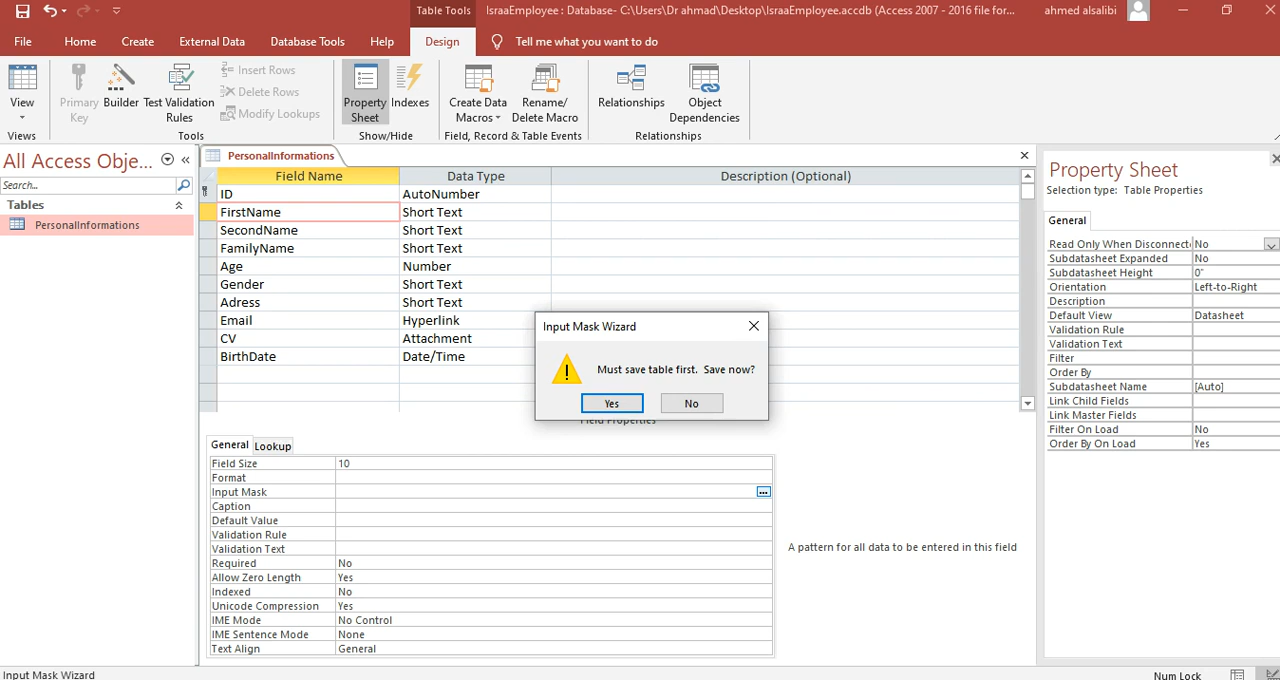 Table Tools
IsraaEmployee : Database- C:\Users\Dr ahmad\Desktop\IsraaEmployee.accdb (Access 2007 - 2016 file for...
ahmed alsalibi
File Home Create External Data Database Tools Help Design Tell me what you want to do
View
Views
Primary Key
Builder
Test Validation Rules
Insert Rows
Delete Rows
Modify Lookups
Tools
Property Sheet
Indexes
Show/Hide
Create Data Macros
Rename/ Delete Macro
Field, Record & Table Events
Relationships
Object Dependencies
Relationships
All Access Obje...
Search...
Tables
PersonalInformations
PersonalInformations
Field Name Data Type Description (Optional)
ID AutoNumber
FirstName Short Text
SecondName Short Text
FamilyName Short Text
Age Number
Gender Short Text
Adress Short Text
Email Hyperlink
CV Attachment
BirthDate Date/Time
Input Mask Wizard
Must save table first. Save now?
Yes No
Field Properties
General Lookup
Field Size 10
Format
Input Mask
Caption
Default Value
Validation Rule
Validation Text
Required No
Allow Zero Length Yes
Indexed No
Unicode Compression Yes
IME Mode No Control
IME Sentence Mode None
Text Align General
A pattern for all data to be entered in this field
Property Sheet
Selection type: Table Properties
General
Read Only When Disconnecte No
Subdatasheet Expanded No
Subdatasheet Height 0"
Orientation Left-to-Right
Description
Default View Datasheet
Validation Rule
Validation Text
Filter
Order By
Subdatasheet Name [Auto]
Link Child Fields
Link Master Fields
Filter On Load No
Order By On Load Yes
Input Mask Wizard
Num Lock